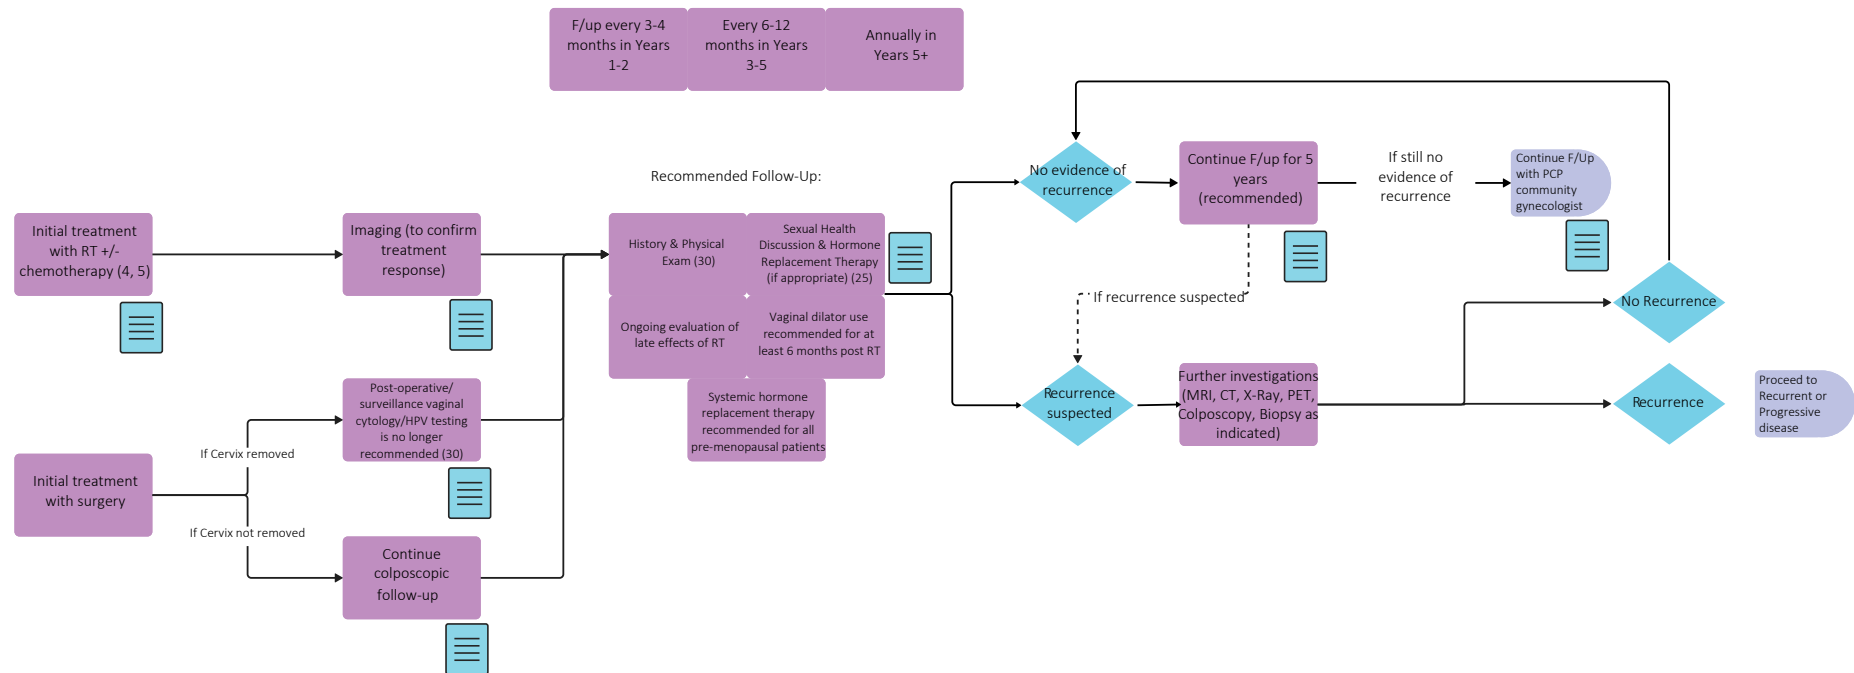 F/up every 3-4
months in Years
1-2
Every 6-12
months in Years
3-5
Annually in
Years 5+
Recommended Follow-Up:
Initial treatment
with RT +/-
chemotherapy (4, 5)
Imaging (to confirm
treatment
response)
History & Physical
Exam (30)
Sexual Health
Discussion & Hormone
Replacement Therapy
(if appropriate) (25)
Ongoing evaluation of
late effects of RT
Vaginal dilator use
recommended for at
least 6 months post RT
Systemic hormone
replacement therapy
recommended for all
pre-menopausal patients
Initial treatment
with surgery
If Cervix removed
If Cervix not removed
Post-operative/
surveillance vaginal
cytology/HPV testing
is no longer
recommended (30)
Continue
colposcopic
follow-up
No evidence of
recurrence
Continue F/up for 5
years
(recommended)
If still no
evidence of
recurrence
Continue F/Up
with PCP
community
gynecologist
If recurrence suspected
Recurrence
suspected
Further investigations
(MRI, CT, X-Ray, PET,
Colposcopy, Biopsy as
indicated)
No Recurrence
Recurrence
Proceed to
Recurrent or
Progressive
disease